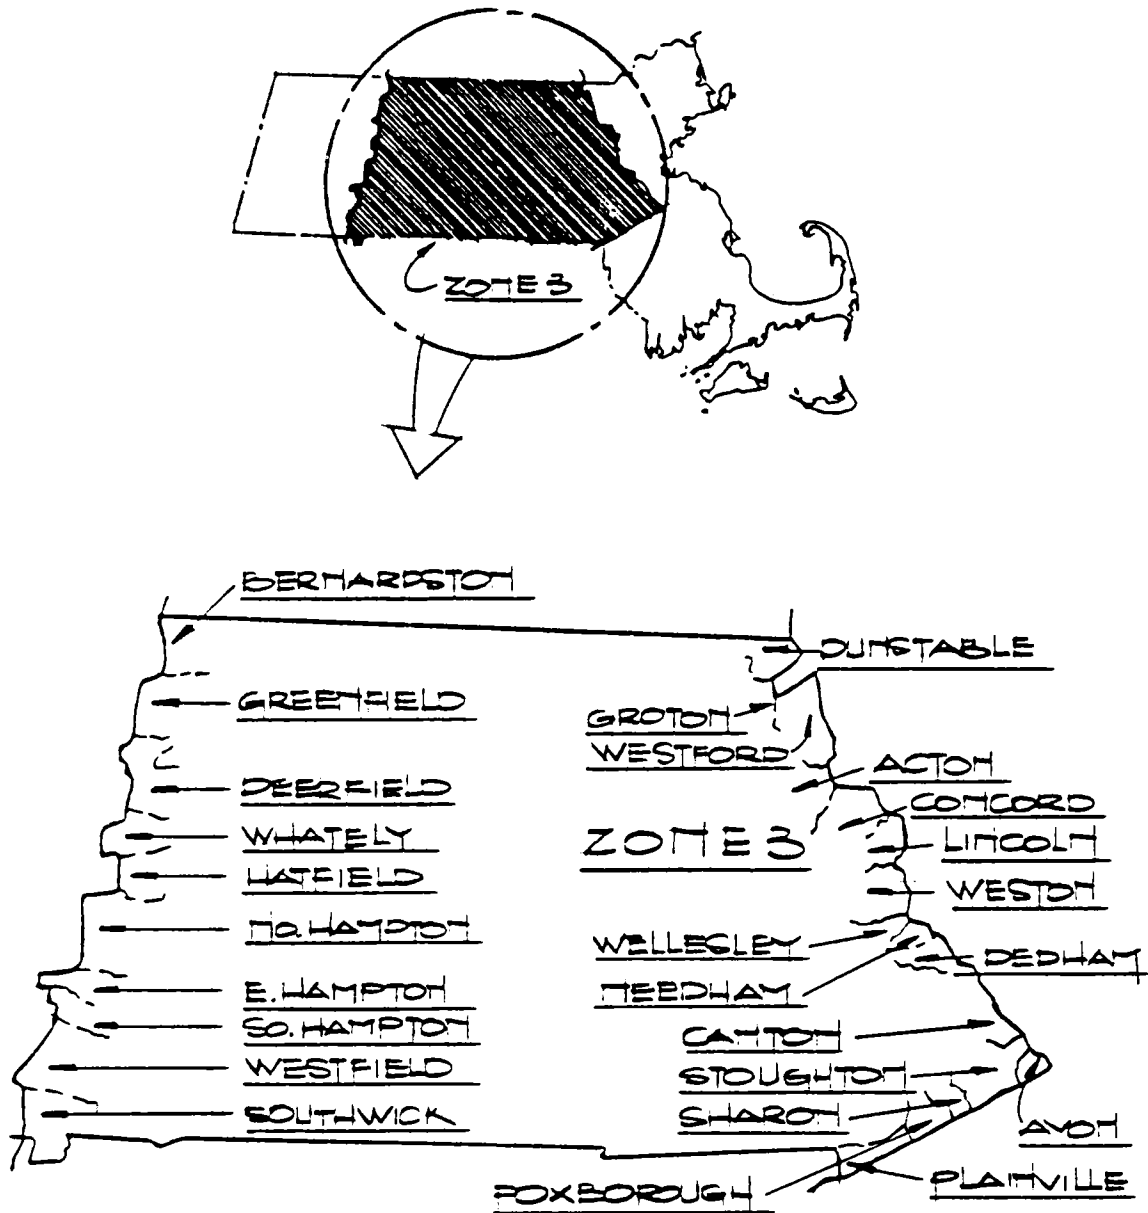 ZONE 3
BERNARDSTON
DUNSTABLE
GREENFIELD
GROTON
WESTFORD
ACTON
DEERFIELD
CONCORD
WHATELY
ZONE 3
LINCOLN
HATFIELD
WESTON
NO. HAMPTON
WELLESLEY
DEDHAM
E. HAMPTON
NEEDHAM
SO. HAMPTON
CANTON
WESTFIELD
STOUGHTON
SOUTHWICK
SHARON
AVON
PLAINVILLE
FOXBOROUGH